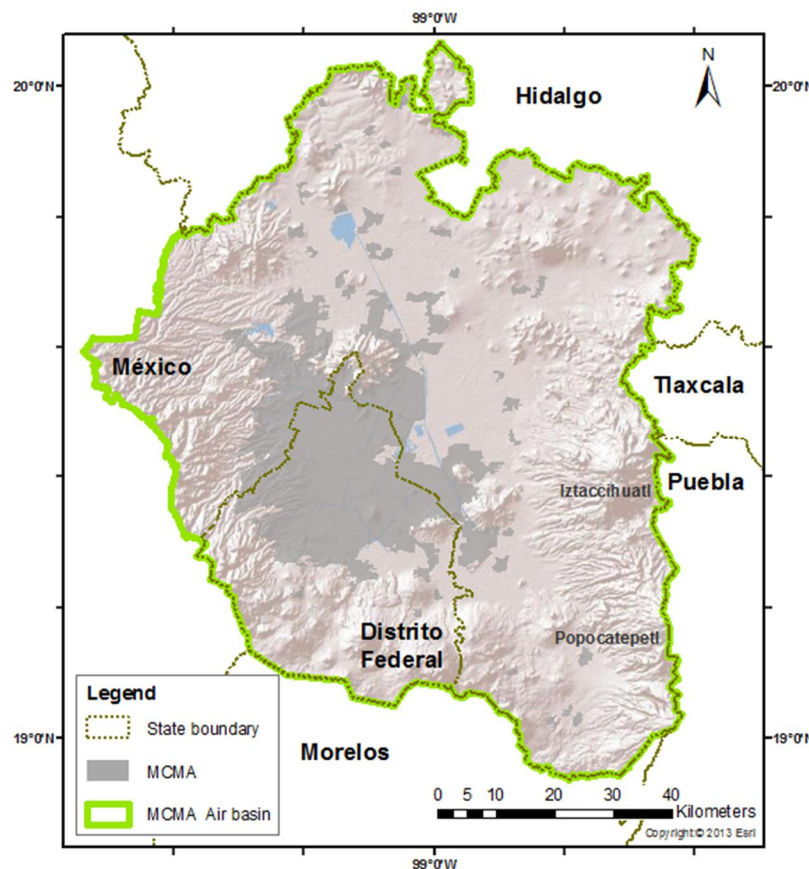 99°0'W
20°0'N
N
20°0'N
Hidalgo
México
Tlaxcala
Puebla
Iztaccihuatl
Popocatepetl
Distrito
Federal
Morelos
Legend
State boundary
MCMA
MCMA Air basin
19°0'N
19°0'N
0 5 10 20 30 40
Kilometers
Copyright:© 2013 Esri
99°0'W